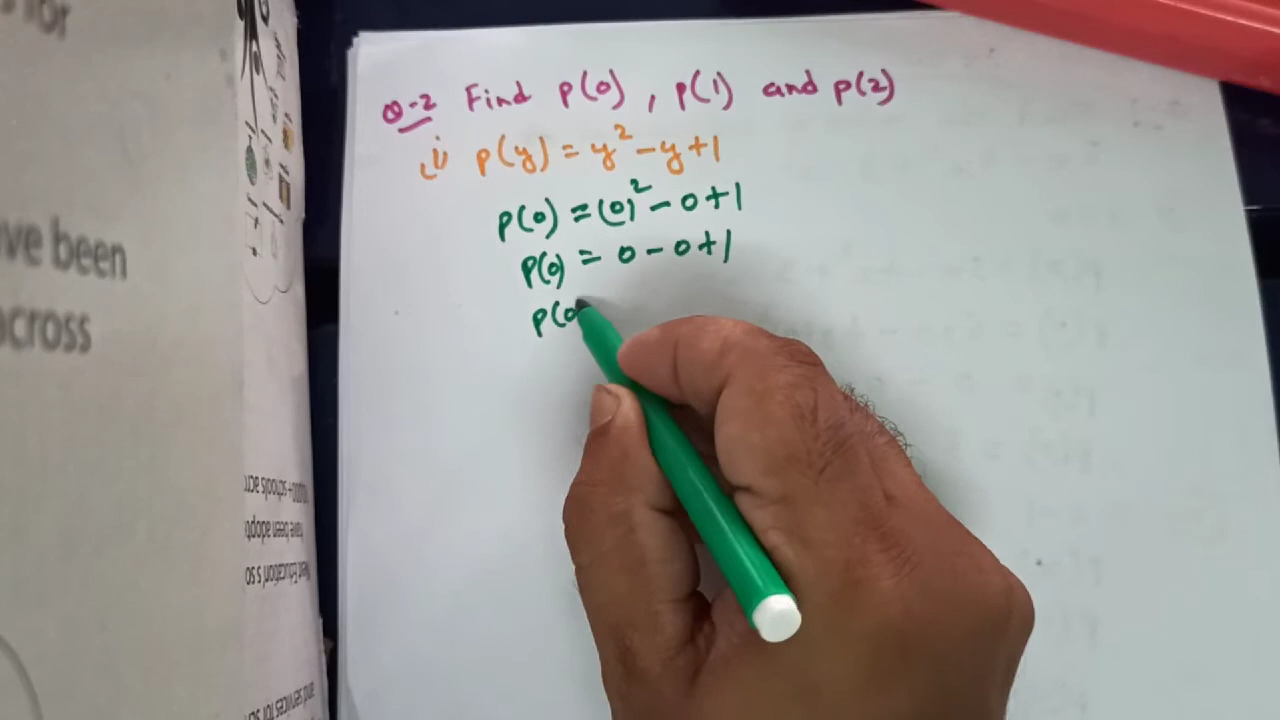 ve been
across
Q-2 Find p(0), p(1) and p(2)
(i) p(y) = y² - y + 1
p(0) = (0)² - 0 + 1
p(0) = 0 - 0 + 1
p(0